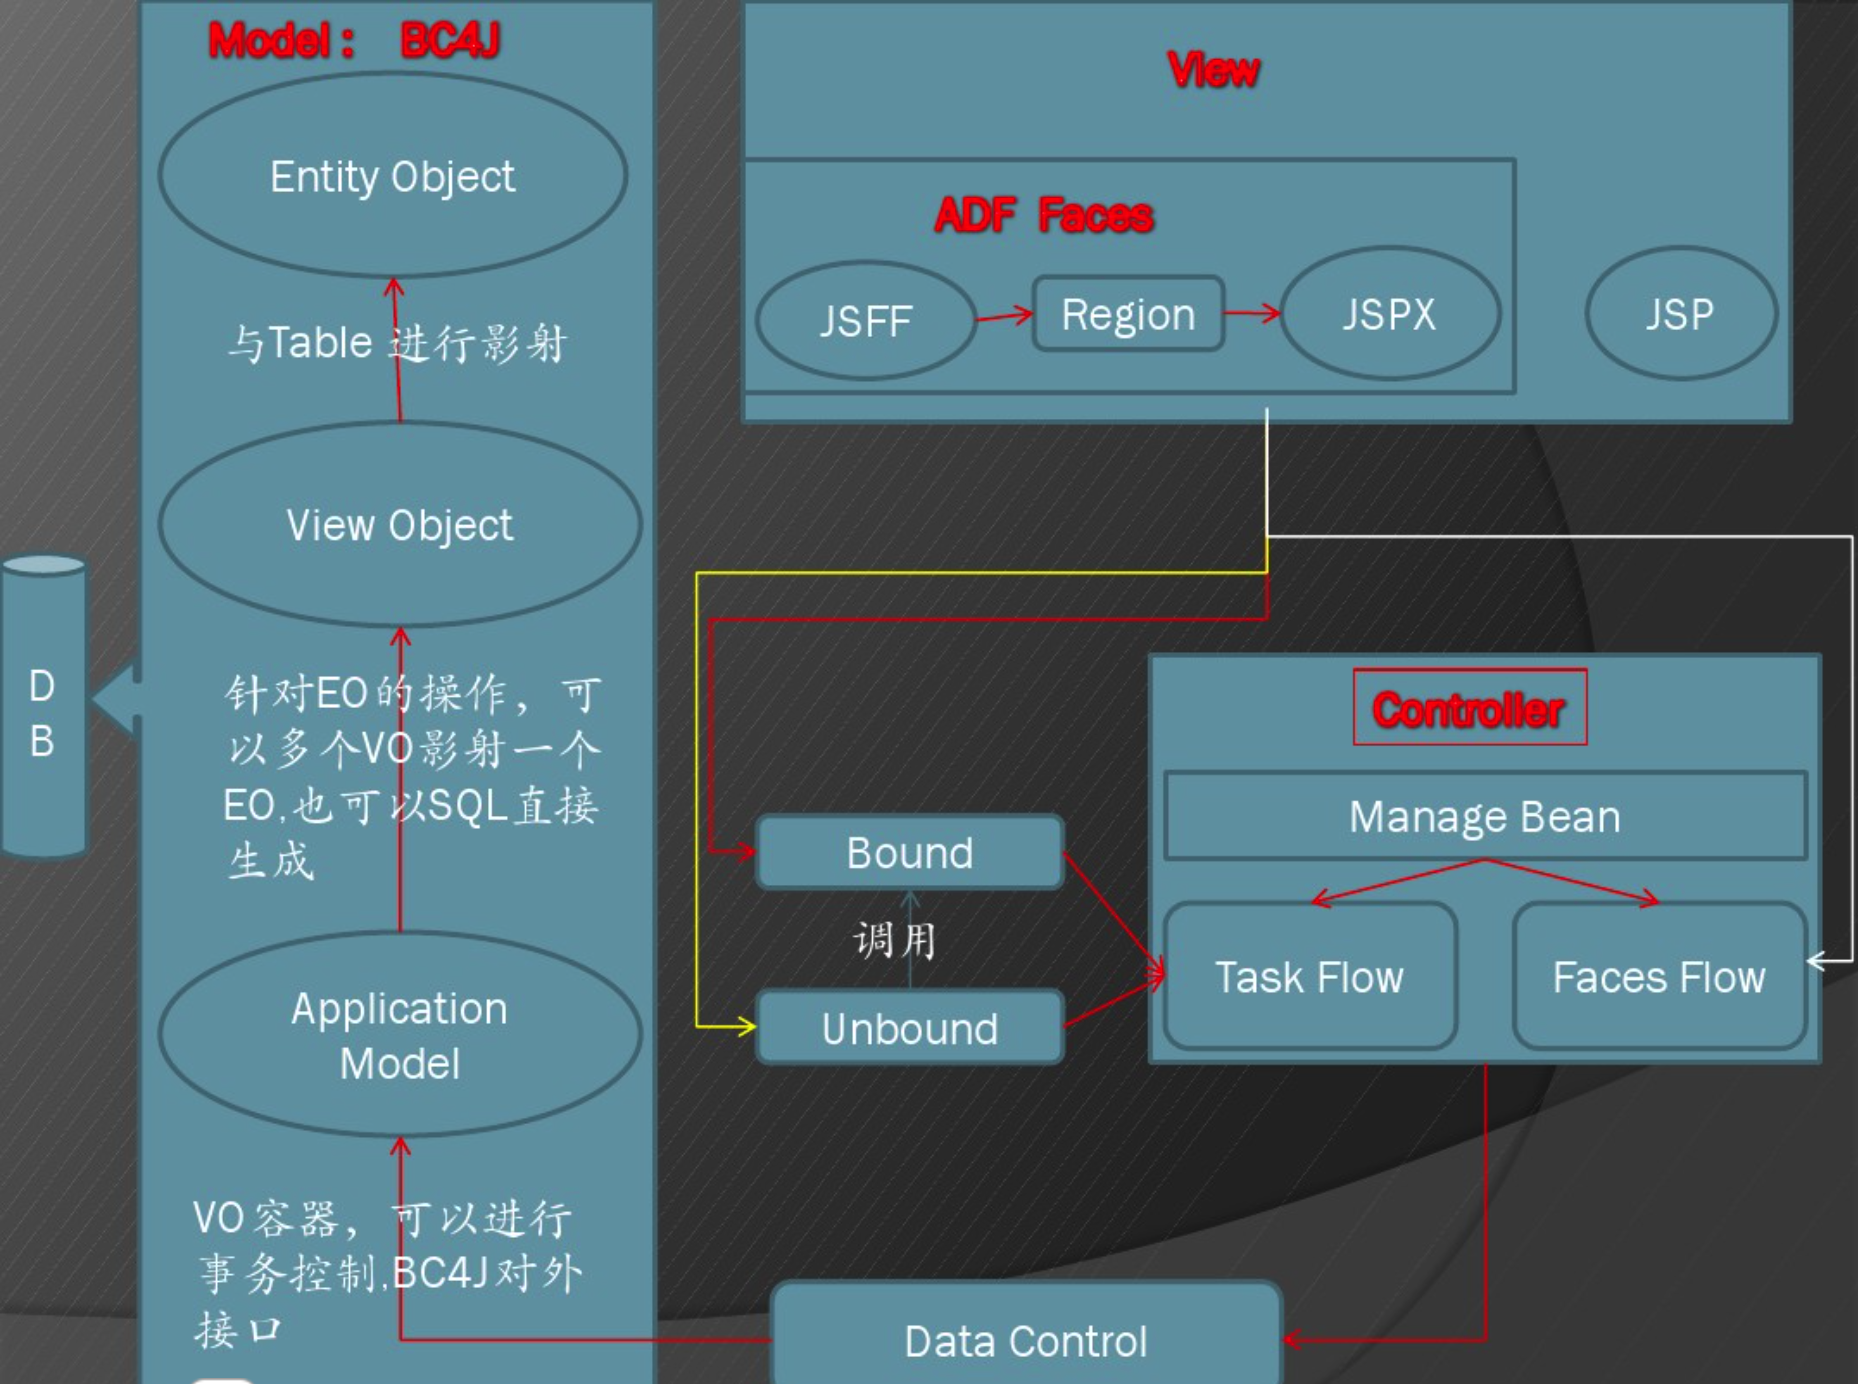 Model： BC4J
Entity Object
与Table 进行影射
View Object
针对EO的操作，可
以多个VO影射一个
EO,也可以SQL直接
生成
Application
Model
VO容器，可以进行
事务控制,BC4J对外
接口
D
B
View
ADF Faces
JSFF
Region
JSPX
JSP
Controller
Manage Bean
Task Flow
Faces Flow
Bound
调用
Unbound
Data Control